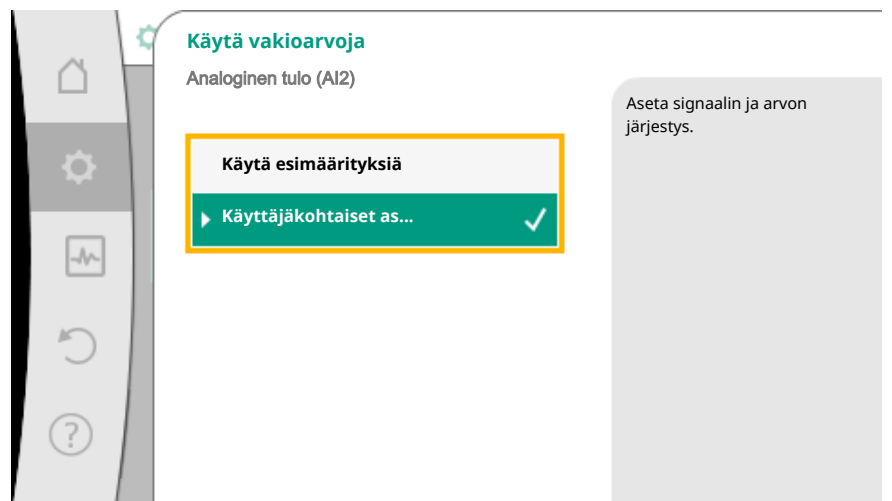 Käytä vakioarvoja
Analoginen tulo (AI2)
Aseta signaalin ja arvon
järjestys.
Käytä esimäärityksiä
Käyttäjäkohtaiset as...
?